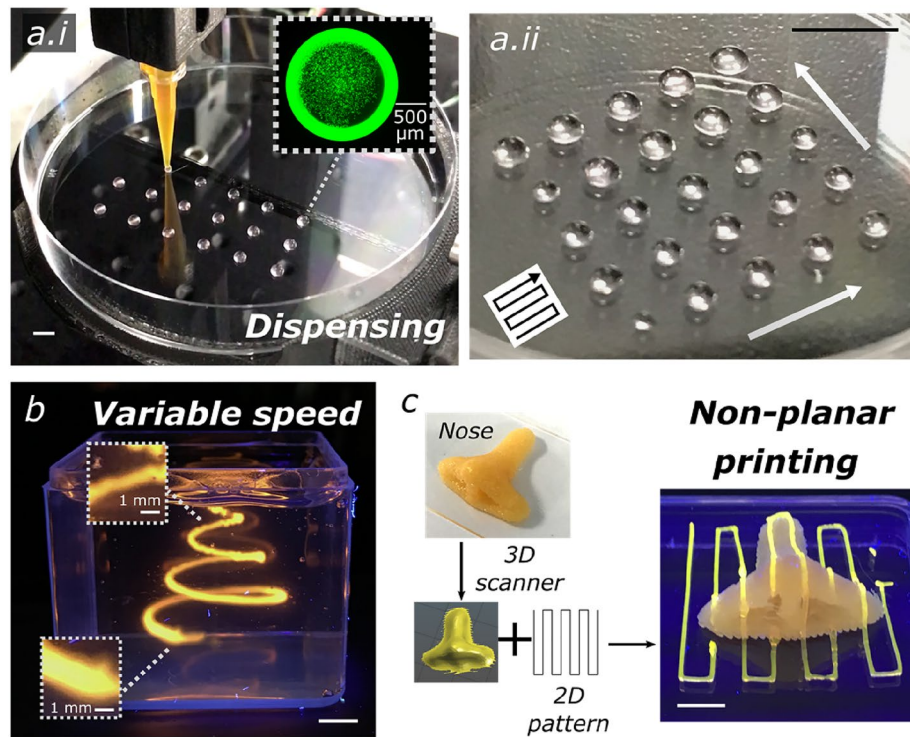 a.i
500
μm
Dispensing
a.ii
b
Variable speed
1 mm
1 mm
c
Nose
3D
scanner
2D
pattern
Non-planar
printing